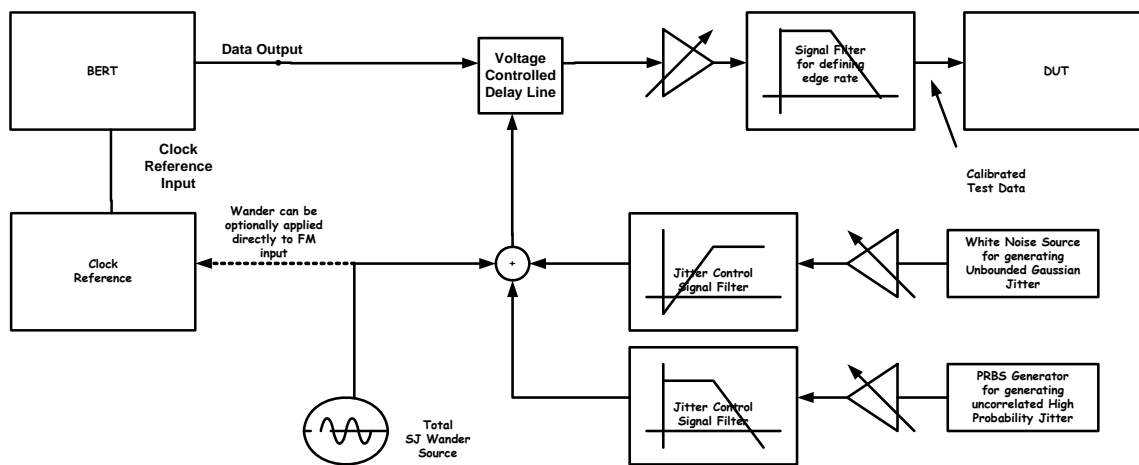 BERT
Data Output
Voltage
Controlled
Delay Line
Signal Filter
for defining
edge rate
DUT
Clock
Reference
Input
Calibrated
Test Data
Wander can be
optionally applied
directly to FM
input
Clock
Reference
+
Jitter Control
Signal Filter
White Noise Source
for generating
Unbounded Gaussian
Jitter
Jitter Control
Signal Filter
PRBS Generator
for generating
uncorrelated High
Probability Jitter
Total
SJ Wander
Source